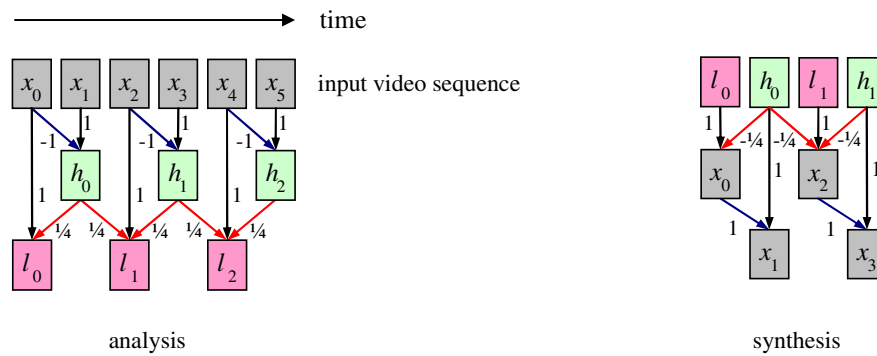 time
x0 x1 x2 x3 x4 x5 input video sequence
l0 h0 l1 h1
1 1 1
-1 -1 -1
1 1
-¼ -¼ -¼
h0 h1 h2
x0 x2
1 1 1
1 1
¼ ¼ ¼ ¼ ¼
1 1
l0 l1 l2
x1 x3
analysis synthesis